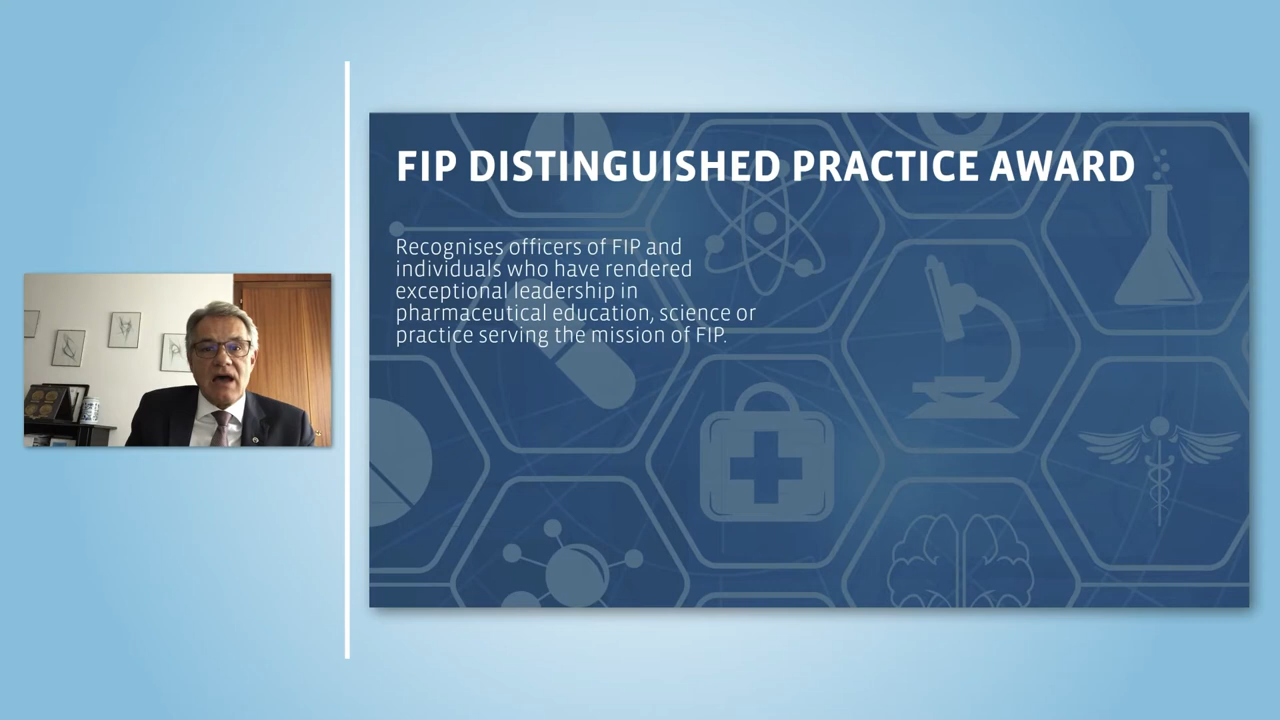 FIP DISTINGUISHED PRACTICE AWARD
Recognises officers of FIP and
individuals who have rendered
exceptional leadership in
pharmaceutical education, science or
practice serving the mission of FIP.